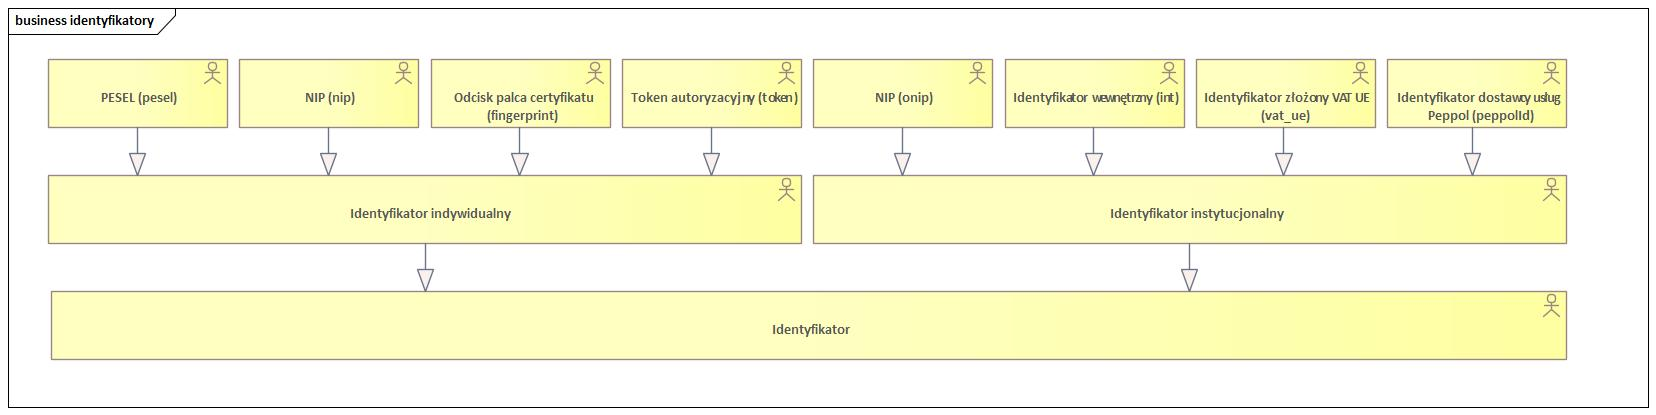 business identyfikatory
PESEL (pesel)
NIP (nip)
Odcisk palca certyfikatu
(fingerprint)
Token autoryzacyjny (token)
NIP (onip)
Identyfikator wewnętrzny (int)
Identyfikator złożony VAT UE
(vat_ue)
Identyfikator dostawcy usług
Peppol (peppolId)
Identyfikator indywidualny
Identyfikator instytucjonalny
Identyfikator